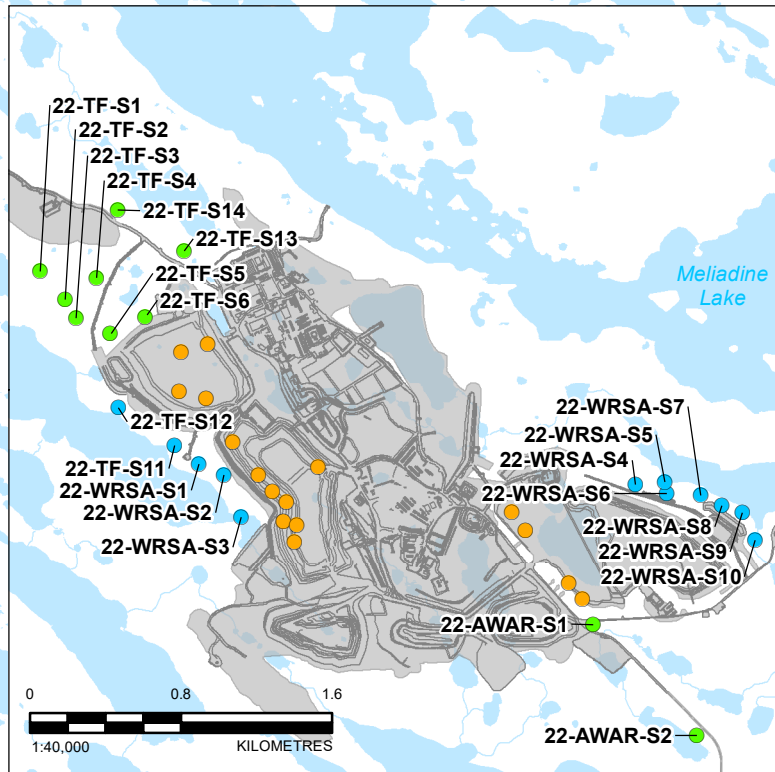 22-TF-S1
22-TF-S2
22-TF-S3
22-TF-S4
22-TF-S14
22-TF-S13
22-TF-S5
22-TF-S6
Meliadine
Lake
22-TF-S12
22-WRSA-S7
22-WRSA-S5
22-WRSA-S4
22-TF-S11
22-WRSA-S1
22-WRSA-S6
22-WRSA-S2
22-WRSA-S8
22-WRSA-S3
22-WRSA-S9
22-WRSA-S10
22-AWAR-S1
0 0.8 1.6
22-AWAR-S2
1:40,000 KILOMETRES